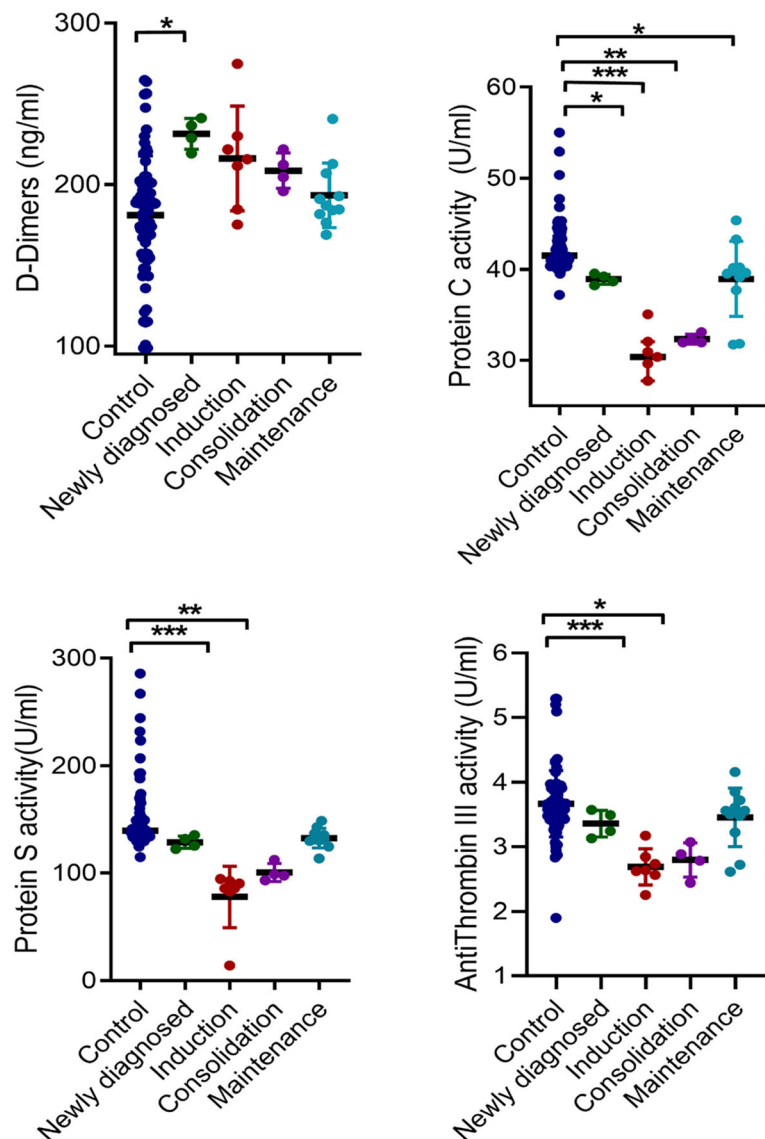 *
300
200
100
D-Dimers (ng/ml)
Control
Newly diagnosed
Induction
Consolidation
Maintenance
*
**
***
*
60
50
40
30
Protein C activity (U/ml)
Control
Newly diagnosed
Induction
Consolidation
Maintenance
**
***
300
200
100
0
Protein S activity(U/ml)
Control
Newly diagnosed
Induction
Consolidation
Maintenance
*
***
6
5
4
3
2
1
AntiThrombin III activity (U/ml)
Control
Newly diagnosed
Induction
Consolidation
Maintenance